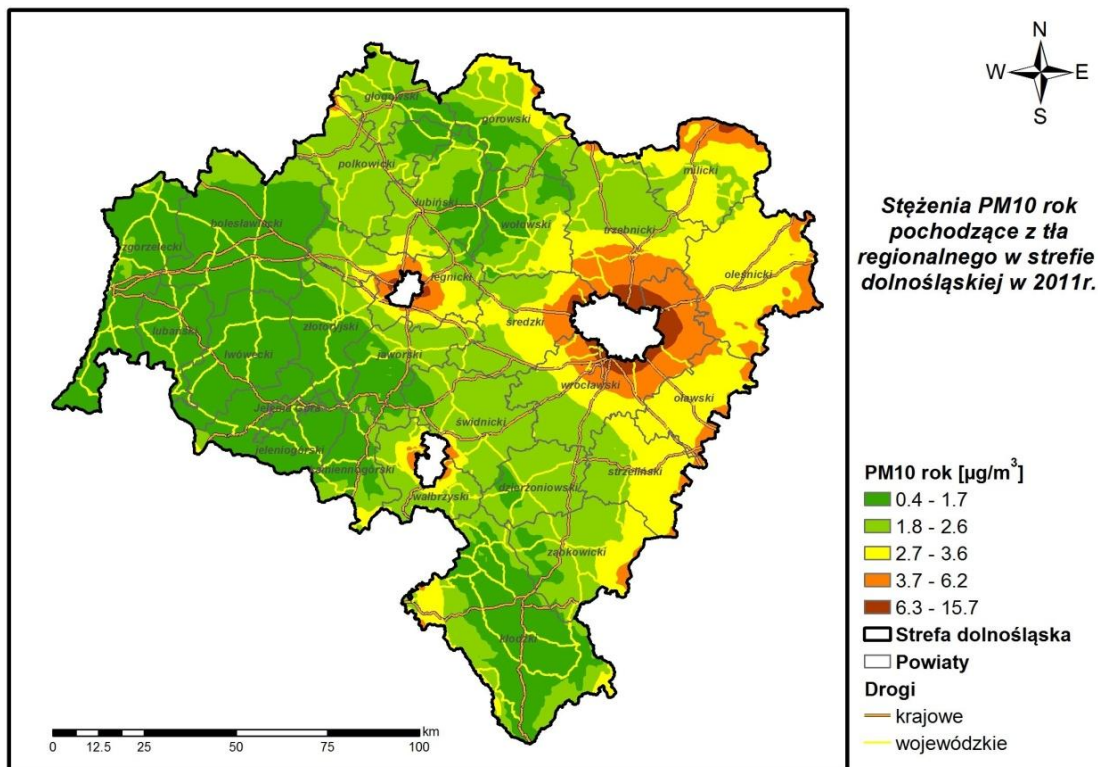 N
W E
S
Stężenia PM10 rok
pochodzące z tła
regionalnego w strefie
dolnośląskiej w 2011r.
głogowski
górowski
polkowicki
milicki
lubiński
wołowski
trzebnicki
bolesławiecki
zgorzelecki
oleśnicki
legnicki
średzki
złotoryjski
lubański
lwówecki
jaworski
wrocławski
oławski
Jelenia Góra
świdnicki
jeleniogórski
kamiennogórski
strzeliński
wałbrzyski
dzierżoniowski
ząbkowicki
kłodzki
PM10 rok [µg/m³]
0.4 - 1.7
1.8 - 2.6
2.7 - 3.6
3.7 - 6.2
6.3 - 15.7
Strefa dolnośląska
Powiaty
Drogi
krajowe
wojewódzkie
km
0 12.5 25 50 75 100